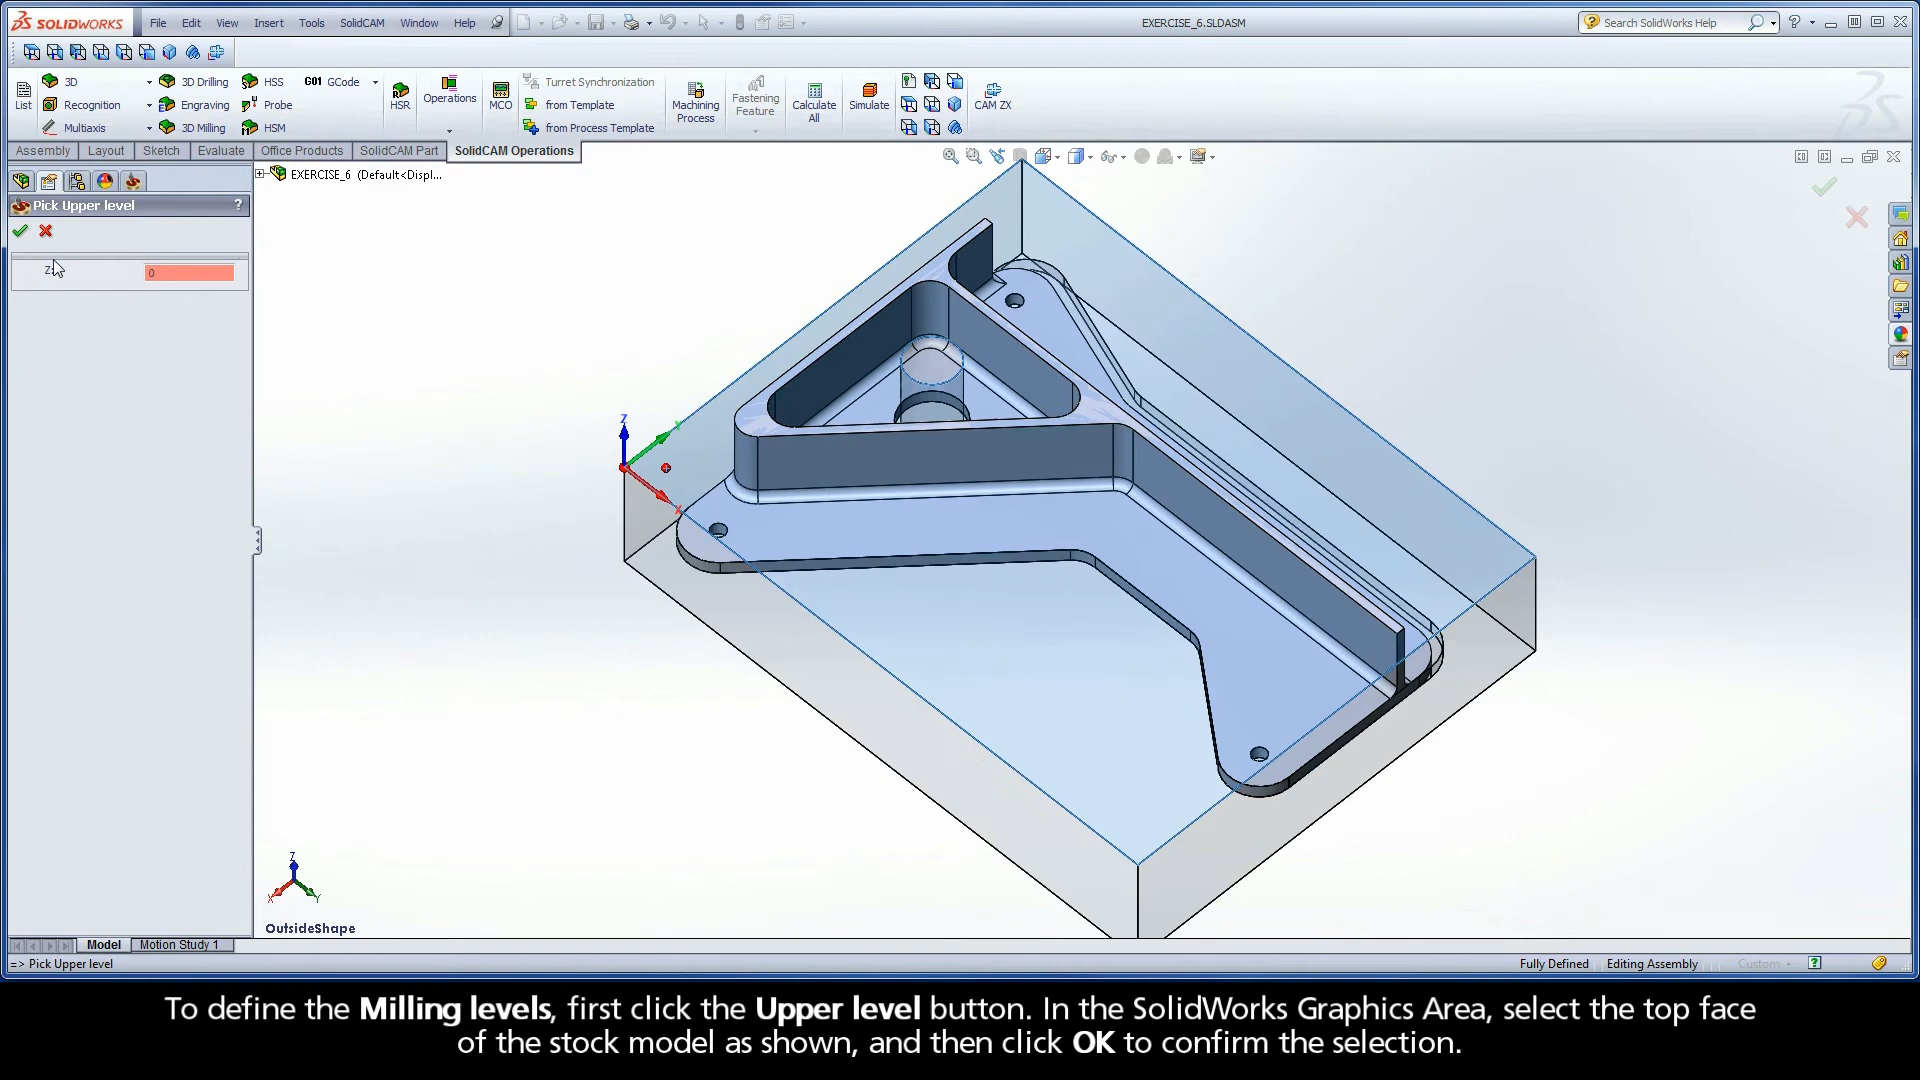 SOLIDWORKS
File Edit View Insert Tools SolidCAM Window Help
EXERCISE_6.SLDASM
Search SolidWorks Help
?
List
3D
Recognition
Multiaxis
3D Drilling
Engraving
3D Milling
HSS
Probe
HSM
G01 GCode
HSR
Operations
MCO
Turret Synchronization
from Template
from Process Template
Machining
Process
Fastening
Feature
Calculate
All
Simulate
CAM ZX
Assembly Layout Sketch Evaluate Office Products SolidCAM Part SolidCAM Operations
EXERCISE_6 (Default<Displ...
Pick Upper level ?
0
Z
Y
X
Z
X Y
OutsideShape
Model Motion Study 1
=> Pick Upper level
Fully Defined Editing Assembly Custom
To define the Milling levels, first click the Upper level button. In the SolidWorks Graphics Area, select the top face
of the stock model as shown, and then click OK to confirm the selection.